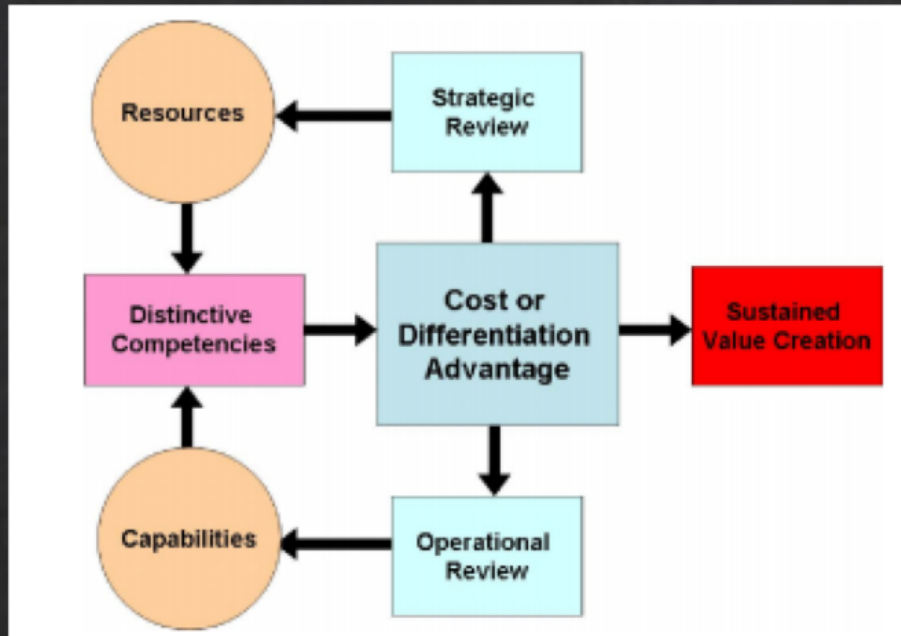 Resources
Strategic
Review
Distinctive
Competencies
Cost or
Differentiation
Advantage
Sustained
Value Creation
Capabilities
Operational
Review